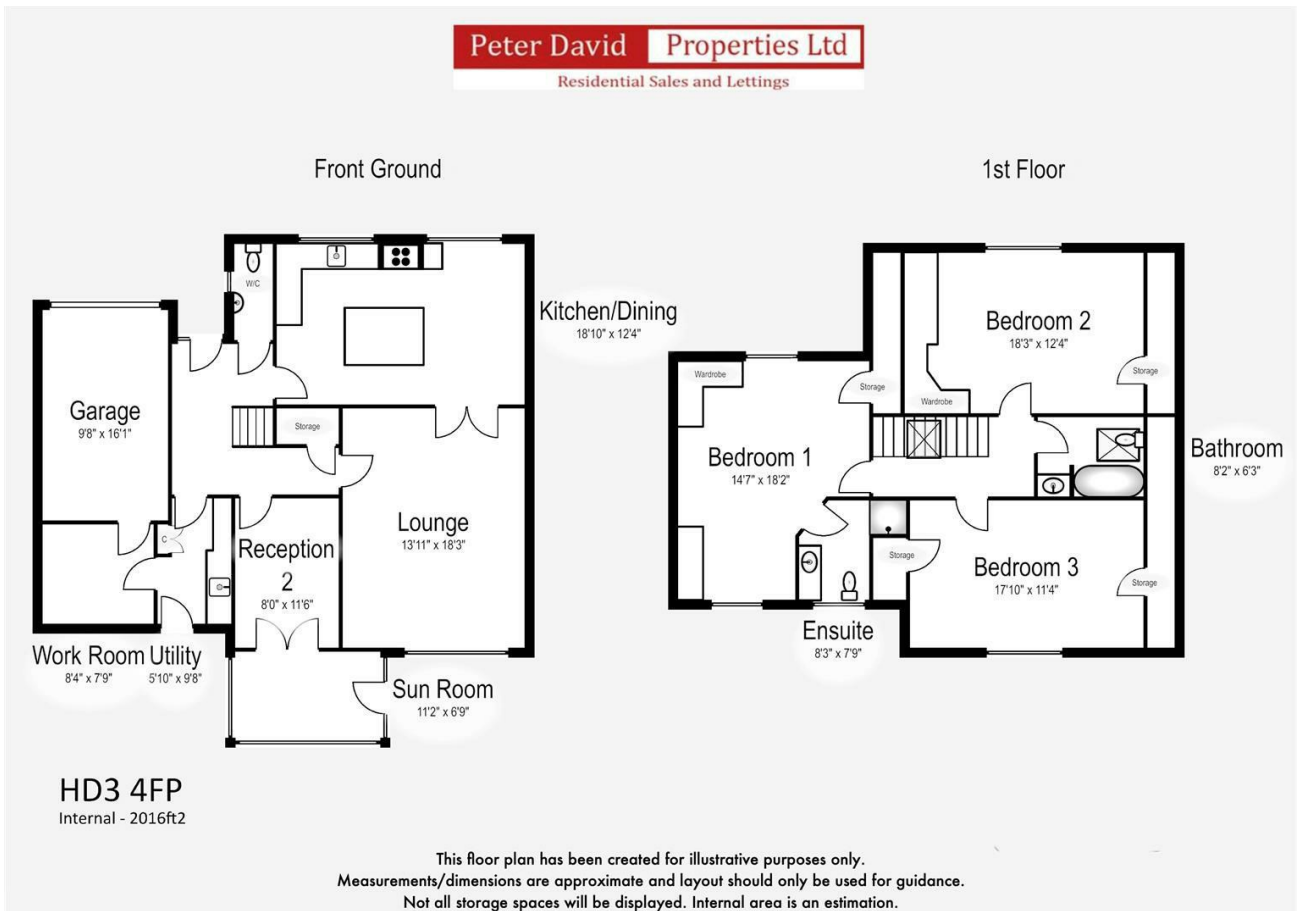 Peter David Properties Ltd
Residential Sales and Lettings
Front Ground
1st Floor
W/C
Kitchen/Dining
18'10" x 12'4"
Garage
9'8" x 16'1"
Storage
Lounge
13'11" x 18'3"
C
Reception
2
8'0" x 11'6"
Work Room
8'4" x 7'9"
Utility
5'10" x 9'8"
Sun Room
11'2" x 6'9"
Bedroom 2
18'3" x 12'4"
Wardrobe
Storage
Storage
Wardrobe
Bedroom 1
14'7" x 18'2"
Bathroom
8'2" x 6'3"
Storage
Bedroom 3
17'10" x 11'4"
Storage
Ensuite
8'3" x 7'9"
HD3 4FP
Internal - 2016ft2
This floor plan has been created for illustrative purposes only.
Measurements/dimensions are approximate and layout should only be used for guidance.
Not all storage spaces will be displayed. Internal area is an estimation.